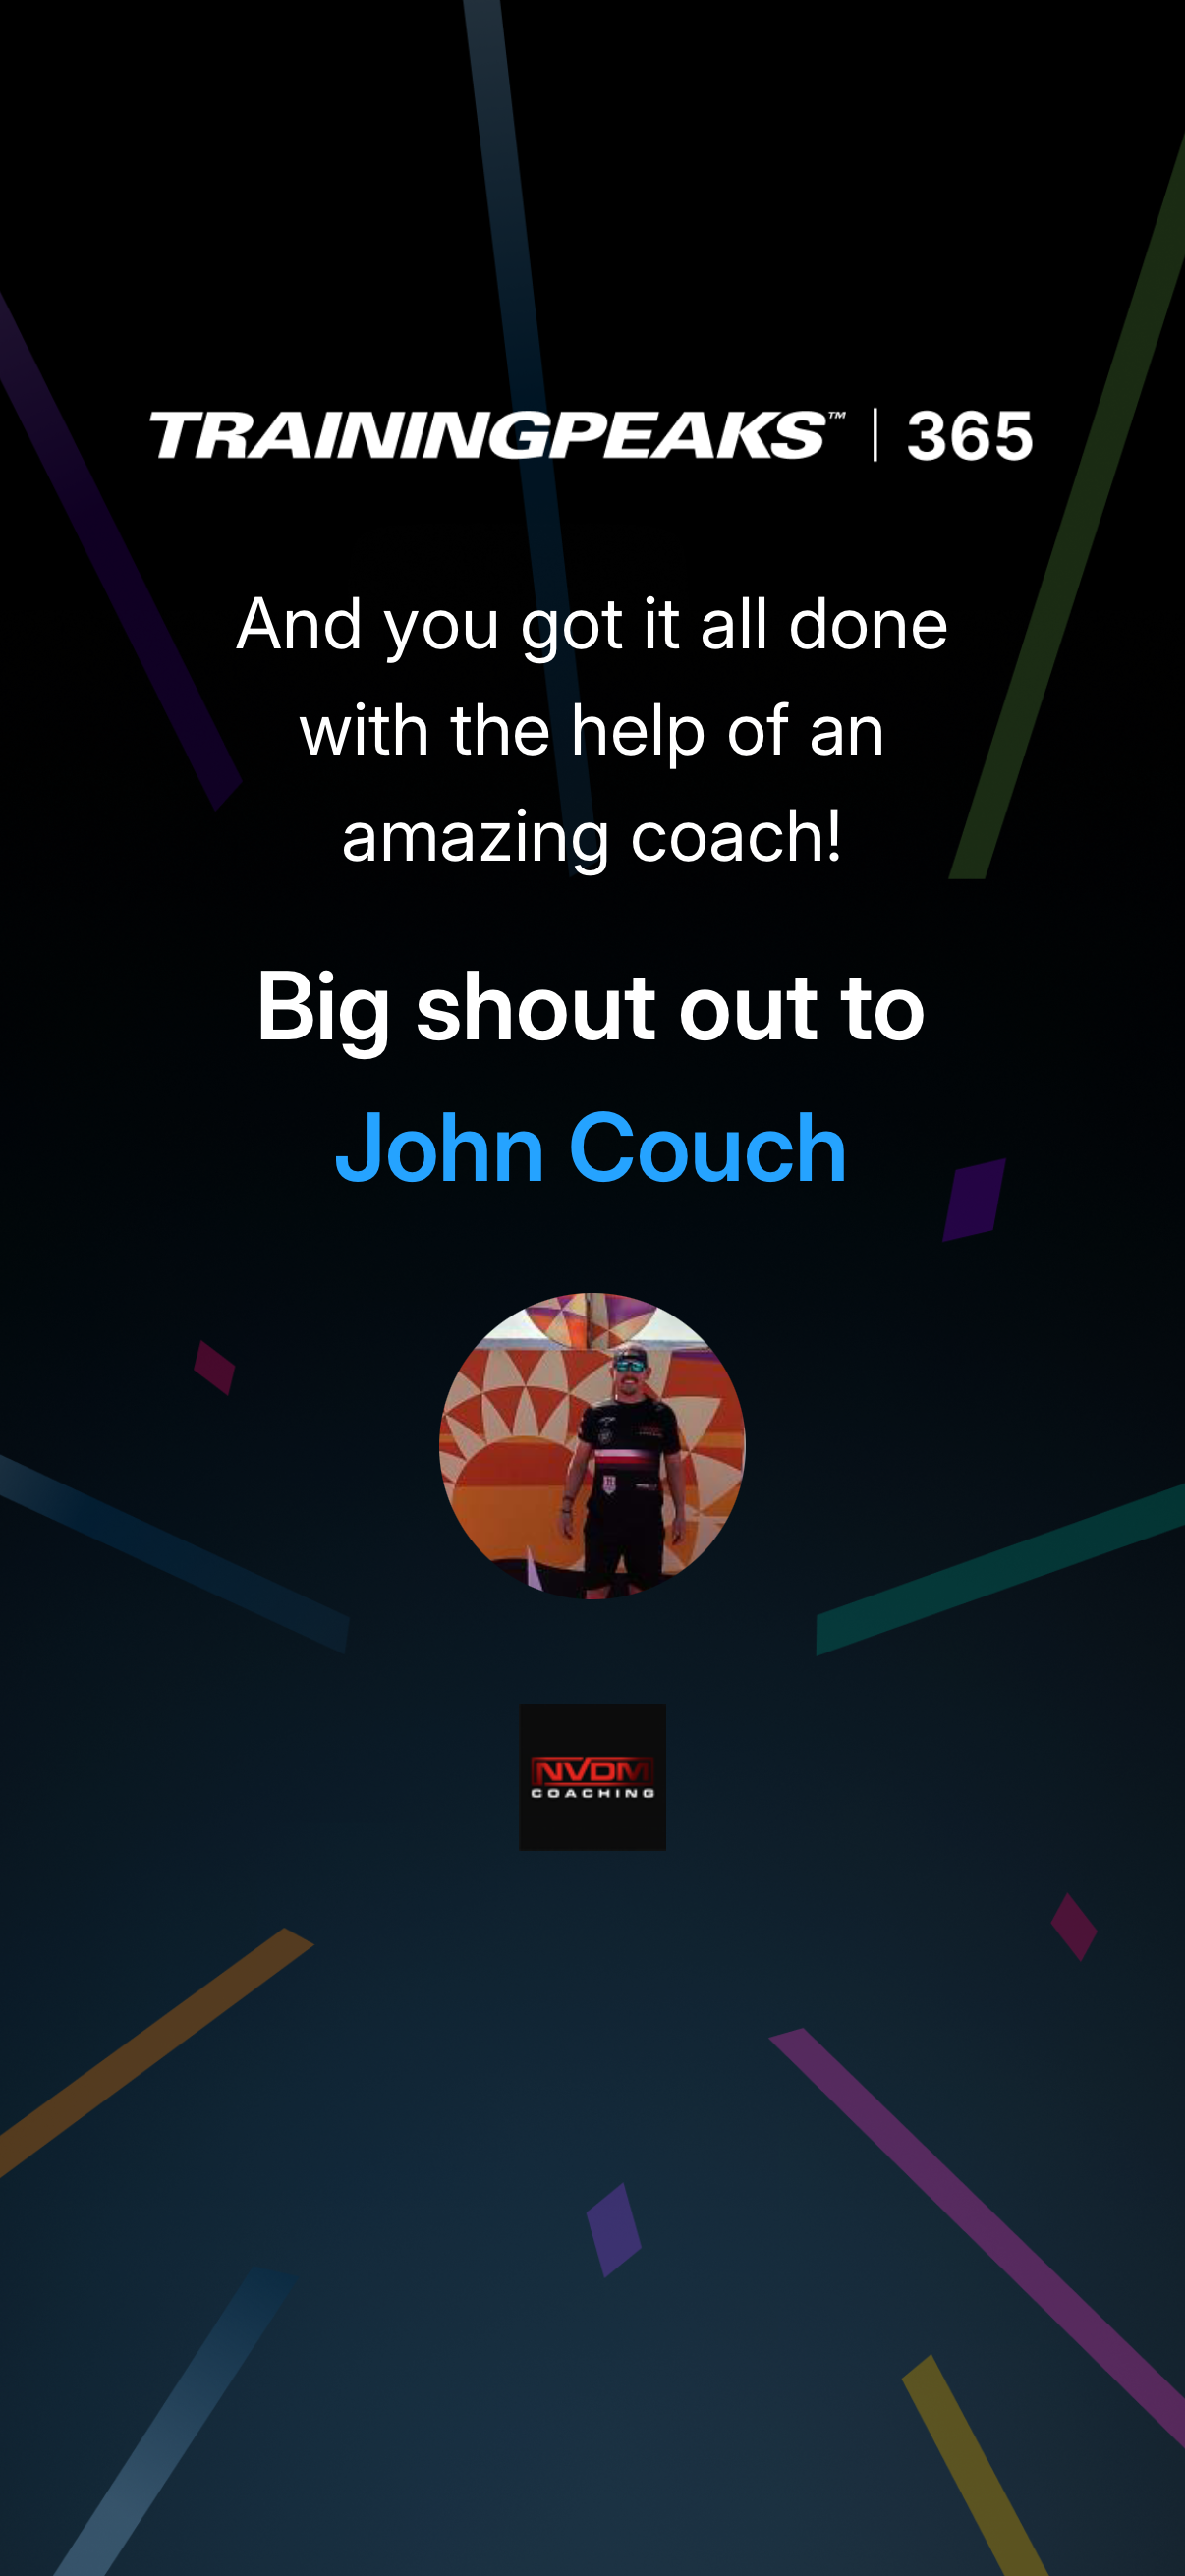 TRAININGPEAKS™ | 365
And you got it all done
with the help of an
amazing coach!
Big shout out to
John Couch
NVDM
COACHING